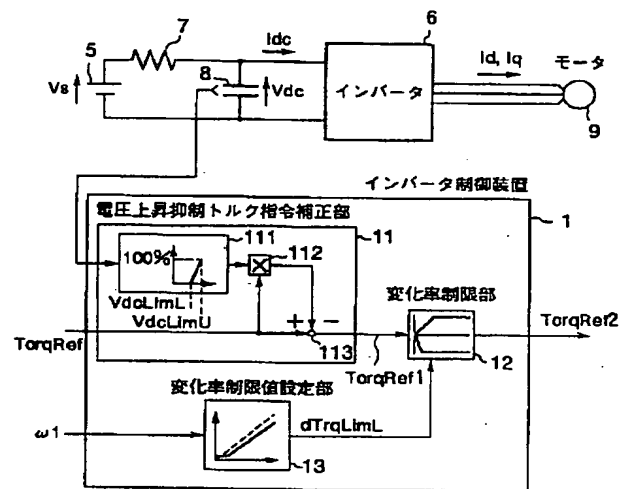 7
Idc
6
5
Vs
8
Vdc
インバータ
Id, Iq
モータ
9
インバータ制御装置
1
電圧上昇抑制トルク指令補正部
11
100%
111
112
VdcLimL
VdcLimU
TorqRef
+
−
113
変化率制限部
12
TorqRef1
TorqRef2
変化率制限値設定部
ω1
dTrqLimL
13